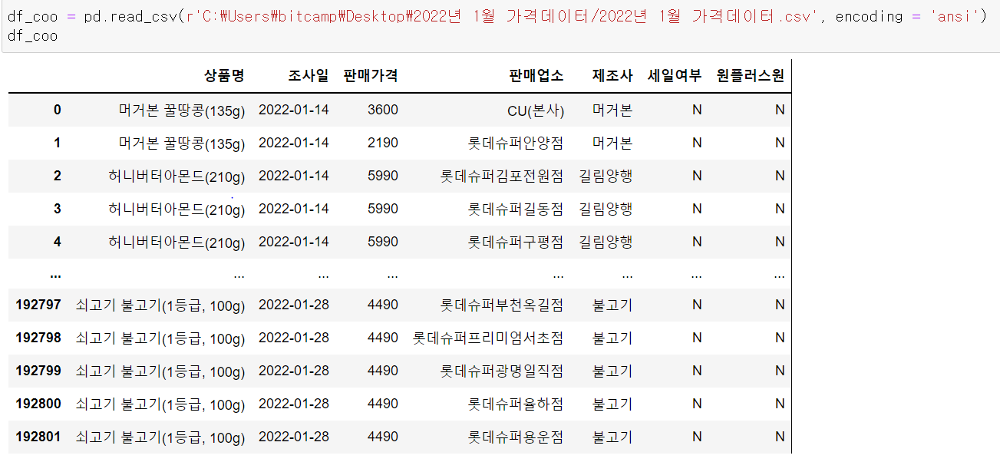 df_coo = pd.read_csv(r'C:\Users\bitcamp\Desktop\2022년 1월 가격데이터/2022년 1월 가격데이터.csv', encoding = 'ansi')
df_coo
상품명 조사일 판매가격 판매업소 제조사 세일여부 원플러스원
0 머거본 꿀땅콩(135g) 2022-01-14 3600 CU(본사) 머거본 N N
1 머거본 꿀땅콩(135g) 2022-01-14 2190 롯데슈퍼안양점 머거본 N N
2 허니버터아몬드(210g) 2022-01-14 5990 롯데슈퍼김포전원점 길림양행 N N
3 허니버터아몬드(210g) 2022-01-14 5990 롯데슈퍼길동점 길림양행 N N
4 허니버터아몬드(210g) 2022-01-14 5990 롯데슈퍼구평점 길림양행 N N
... ... ... ... ... ... ... ...
192797 쇠고기 불고기(1등급, 100g) 2022-01-28 4490 롯데슈퍼부천옥길점 불고기 N N
192798 쇠고기 불고기(1등급, 100g) 2022-01-28 4490 롯데슈퍼프리미엄서초점 불고기 N N
192799 쇠고기 불고기(1등급, 100g) 2022-01-28 4490 롯데슈퍼광명일직점 불고기 N N
192800 쇠고기 불고기(1등급, 100g) 2022-01-28 4490 롯데슈퍼율하점 불고기 N N
192801 쇠고기 불고기(1등급, 100g) 2022-01-28 4490 롯데슈퍼용운점 불고기 N N